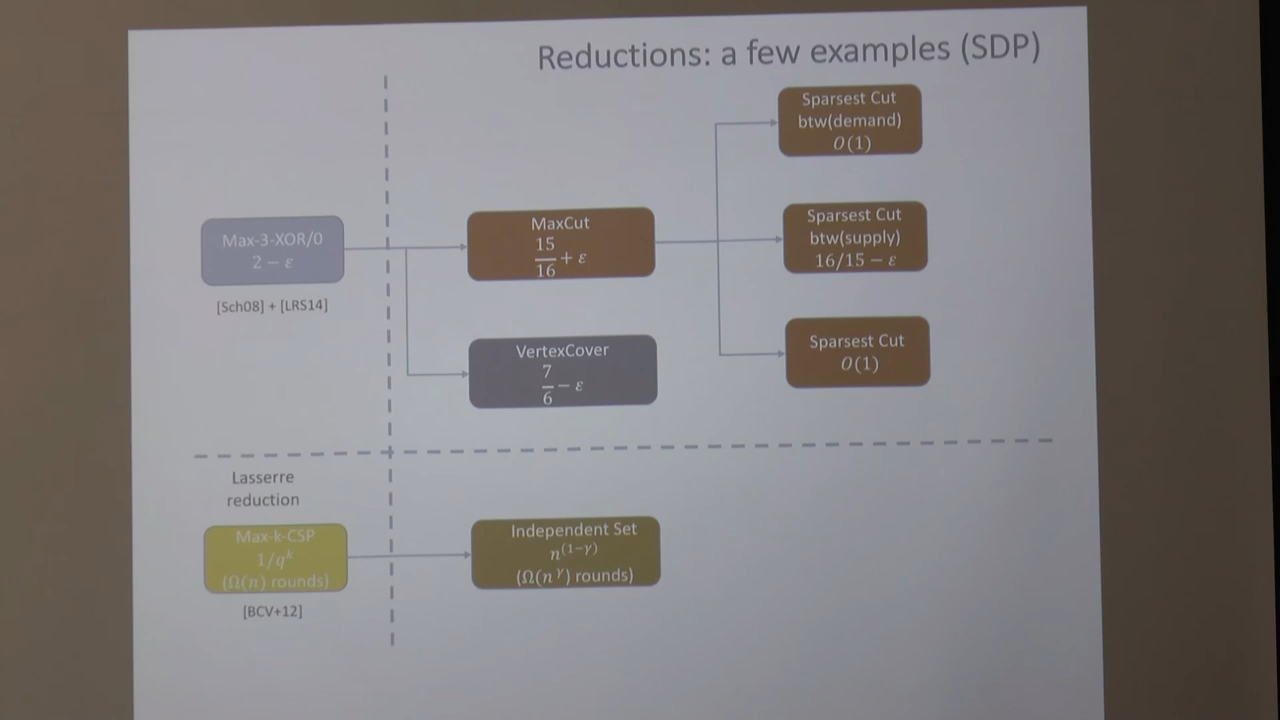 Reductions: a few examples (SDP)
Sparsest Cut
btw(demand)
O(1)
Max-3-XOR/0
2 − ε
[Sch08] + [LRS14]
MaxCut
15
16 + ε
Sparsest Cut
btw(supply)
16/15 − ε
VertexCover
7
6 − ε
Sparsest Cut
O(1)
Lasserre
reduction
Max-k-CSP
1/q^k
(Ω(n) rounds)
[BCV+12]
Independent Set
n^(1−γ)
(Ω(n^γ) rounds)